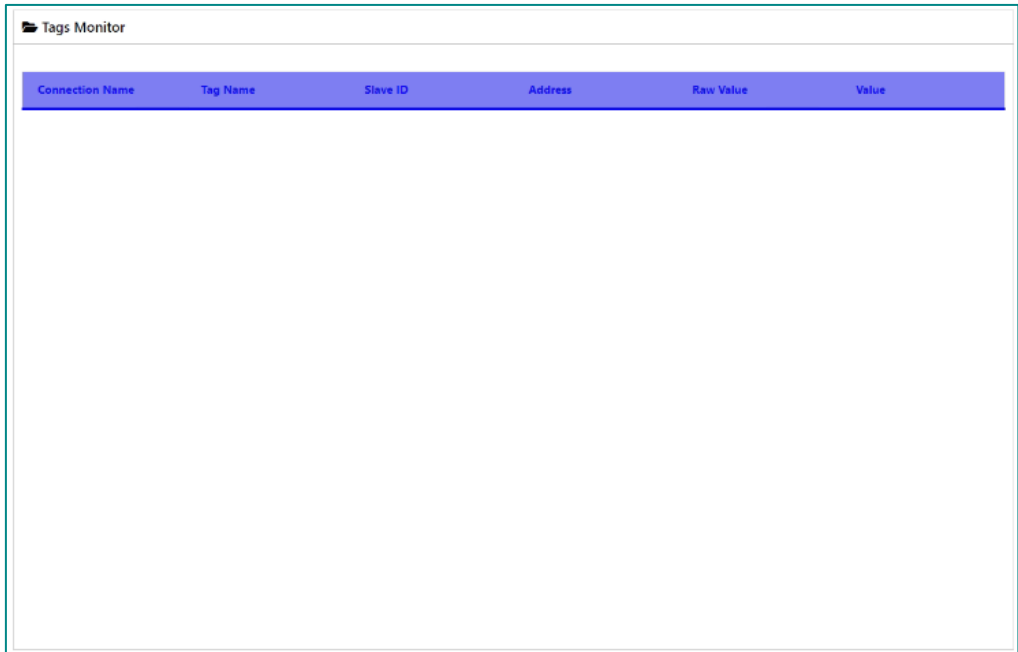 Tags Monitor
Connection Name Tag Name Slave ID Address Raw Value Value